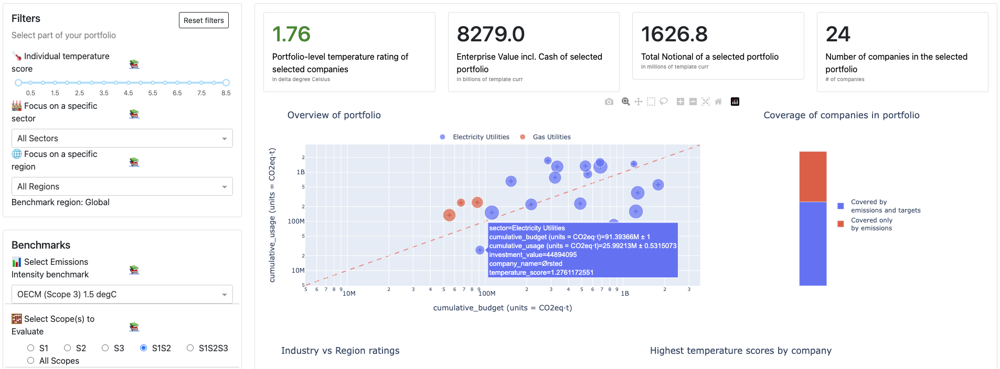 Filters
Reset filters
Select part of your portfolio
Individual temperature
score
0.5 1.5 2.5 3.5 4.5 5.5 6.5 7.5 8.5
Focus on a specific
sector
All Sectors
Focus on a specific
region
All Regions
Benchmark region: Global
Benchmarks
Select Emissions
Intensity benchmark
OECM (Scope 3) 1.5 degC
Select Scope(s) to
Evaluate
S1 S2 S3 S1S2 S1S2S3
All Scopes
1.76
Portfolio-level temperature rating of
selected companies
in delta degree Celsius
8279.0
Enterprise Value incl. Cash of selected
portfolio
in billions of template curr
1626.8
Total Notional of a selected portfolio
in millions of template curr
24
Number of companies in the selected
portfolio
# of companies
Overview of portfolio
Electricity Utilities Gas Utilities
cumulative_usage (units = CO2eq·t)
2
1B
5
2
100M
5
2
10M
5
sector=Electricity Utilities
cumulative_budget (units = CO2eq·t)=91.39366M ± 1
cumulative_usage (units = CO2eq·t)=25.99213M ± 0.5315073
investment_value=44894095
company_name=Ørsted
temperature_score=1.2761172551
5 6 7 8 9 2 3 4 5 6 7 8 9 2 3 4 5 6 7 8 9 2 3
10M 100M 1B
cumulative_budget (units = CO2eq·t)
Coverage of companies in portfolio
Covered by
emissions and targets
Covered only
by emissions
Industry vs Region ratings
Highest temperature scores by company